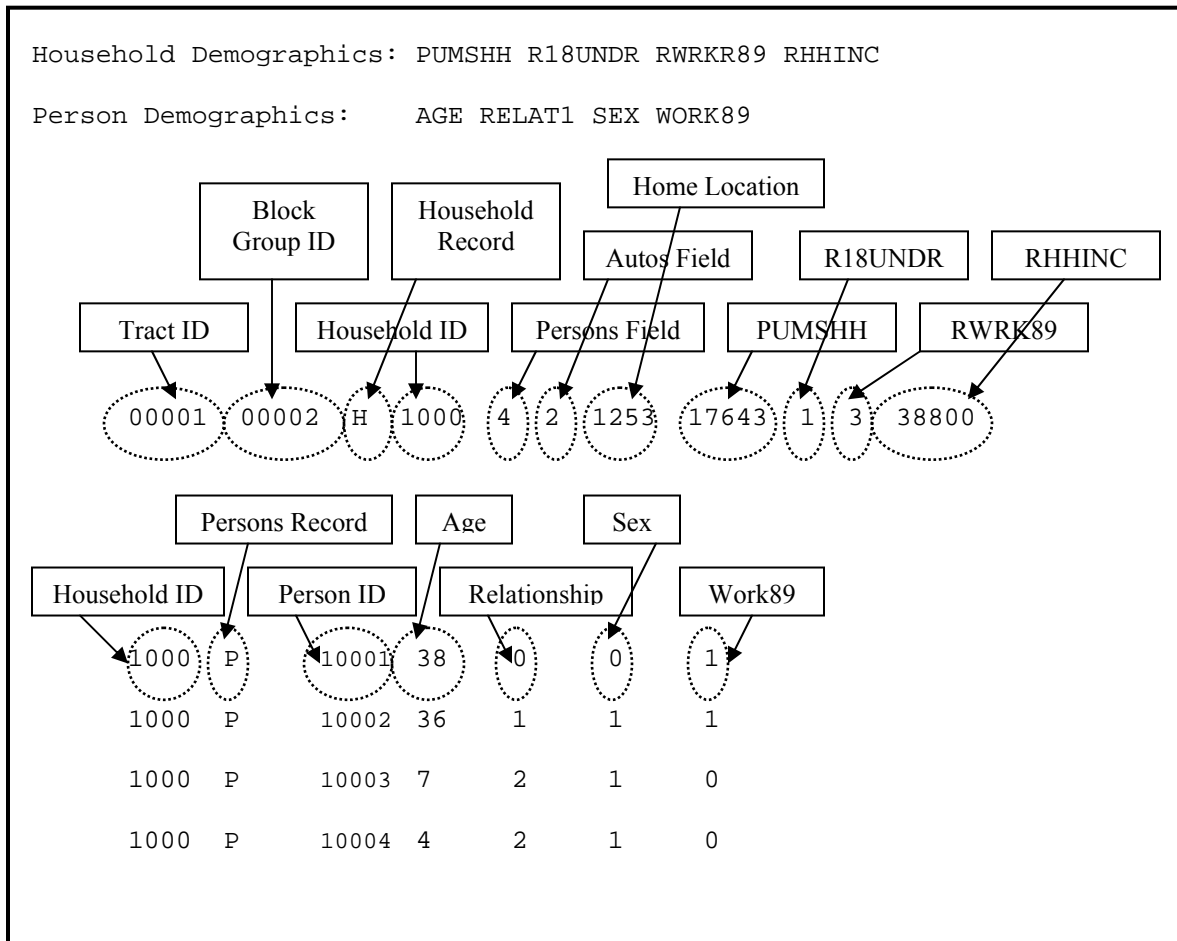 Household Demographics: PUMSHH R18UNDR RWRKR89 RHHINC
Person Demographics: AGE RELAT1 SEX WORK89
Home Location
Block
Group ID
Household
Record
Autos Field
R18UNDR
RHHINC
Tract ID
Household ID
Persons Field
PUMSHH
RWRK89
00001 00002 H 1000 4 2 1253 17643 1 3 38800
Persons Record
Age
Sex
Household ID
Person ID
Relationship
Work89
1000 P 10001 38 0 0 1
1000 P 10002 36 1 1 1
1000 P 10003 7 2 1 0
1000 P 10004 4 2 1 0